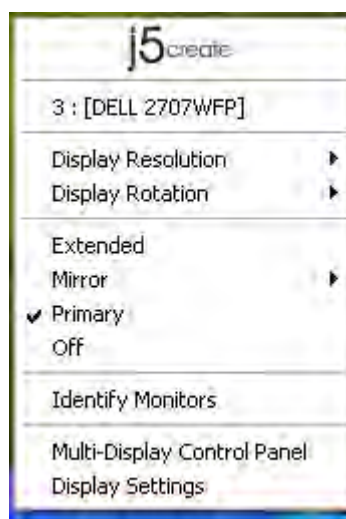 j5create
3 : [DELL 2707WFP]
Display Resolution
Display Rotation
Extended
Mirror
Primary
Off
Identify Monitors
Multi-Display Control Panel
Display Settings